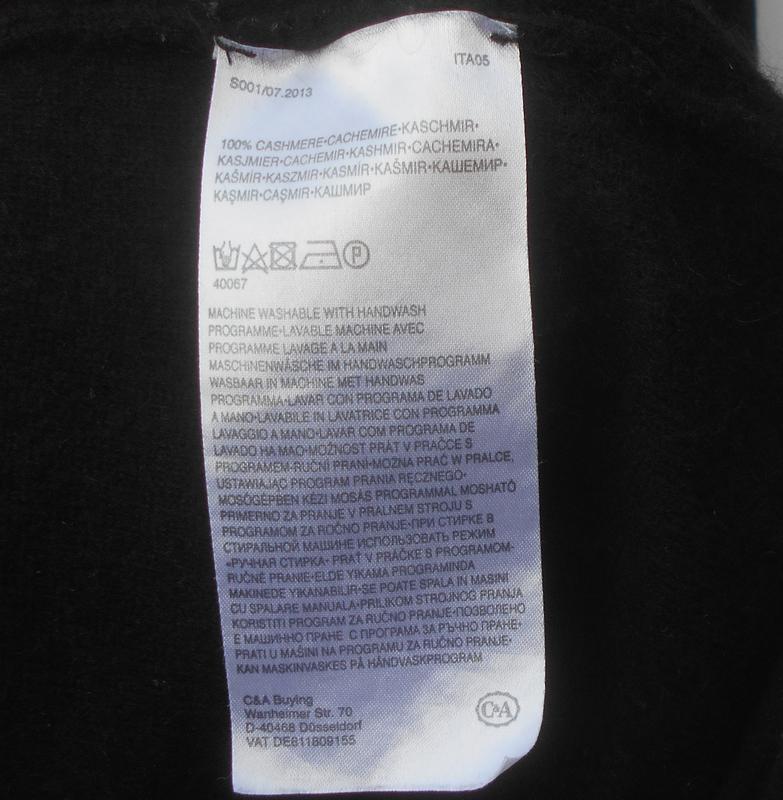 ITA05
S001/07.2013
100% CASHMERE•CACHEMIRE•KASCHMIR•
KASJMIER•CACHEMIR•KASHMIR•CACHEMIRA•
KAŠMÍR•KASZMIR•KASMÍR•KAŠMIR•КАШЕМИР•
KAŞMIR•CAŞMIR•КАШМИР
P
40067
MACHINE WASHABLE WITH HANDWASH
PROGRAMME•LAVABLE MACHINE AVEC
PROGRAMME LAVAGE A LA MAIN
MASCHINENWÄSCHE IM HANDWASCHPROGRAMM
WASBAAR IN MACHINE MET HANDWAS
PROGRAMMA•LAVAR CON PROGRAMA DE LAVADO
A MANO•LAVABILE IN LAVATRICE CON PROGRAMMA
LAVAGGIO A MANO•LAVAR COM PROGRAMA DE
LAVADO HA MAO•MOŽNOST PRÁT V PRAČCE S
PROGRAMEM•RUČNÍ PRANÍ•MOŻNA PRAĆ W PRALCE,
USTAWIAJĄC PROGRAM PRANIA RĘCZNEGO•
MOSÓGÉPBEN KÉZI MOSÁS PROGRAMMAL MOSHATÓ
PRIMERNO ZA PRANJE V PRALNEM STROJU S
PROGRAMOM ZA ROČNO PRANJE•ПРИ СТИРКЕ В
СТИРАЛЬНОЙ МАШИНЕ ИСПОЛЬЗОВАТЬ РЕЖИМ
«РУЧНАЯ СТИРКА• PRAŤ V PRÁČKE S PROGRAMOM-
RUČNÉ PRANIE•ELDE YIKAMA PROGRAMINDA
MAKINEDE YIKANABILIR•SE POATE SPALA IN MASINI
CU SPALARE MANUALA•PRILIKOM STROJNOG PRANJA
KORISTITI PROGRAM ZA RUČNO PRANJE•ПОЗВОЛЕНО
Е МАШИННО ПРАНЕ С ПРОГРАМА ЗА РЪЧНО ПРАНЕ•
PRATI U MAŠINI NA PROGRAMU ZA RUČNO PRANJE•
KAN MASKINVASKES PÅ HÅNDVASKPROGRAM
C&A Buying
Wanheimer Str. 70
D-40468 Düsseldorf
VAT DE811809155
C&A